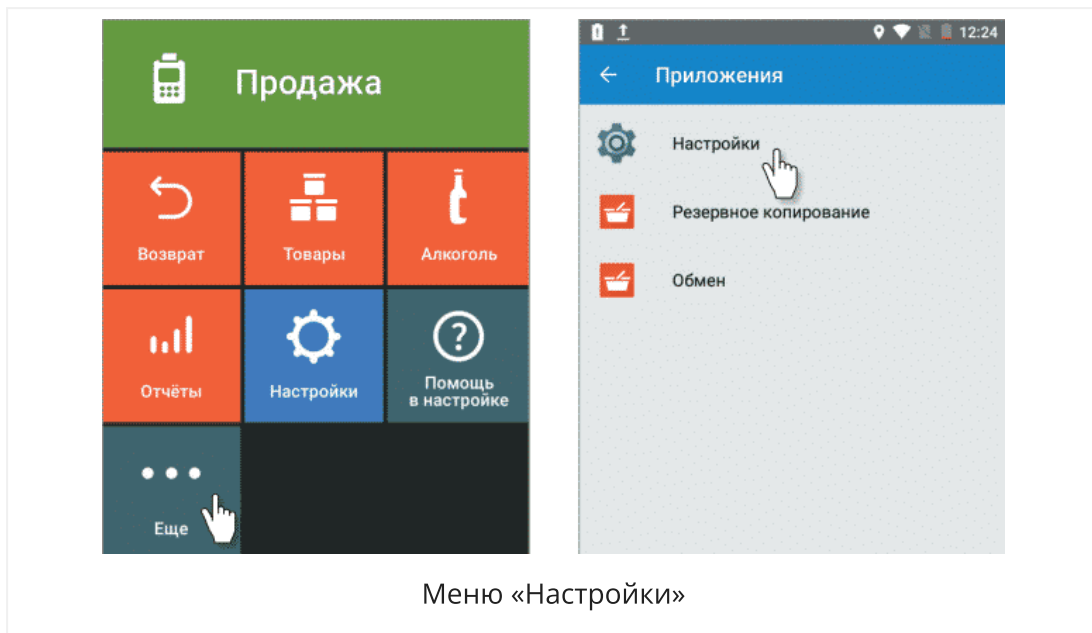 Продажа
Возврат
Товары
Алкоголь
Отчёты
Настройки
Помощь
в настройке
Еще
12:24
Приложения
Настройки
Резервное копирование
Обмен
Меню «Настройки»